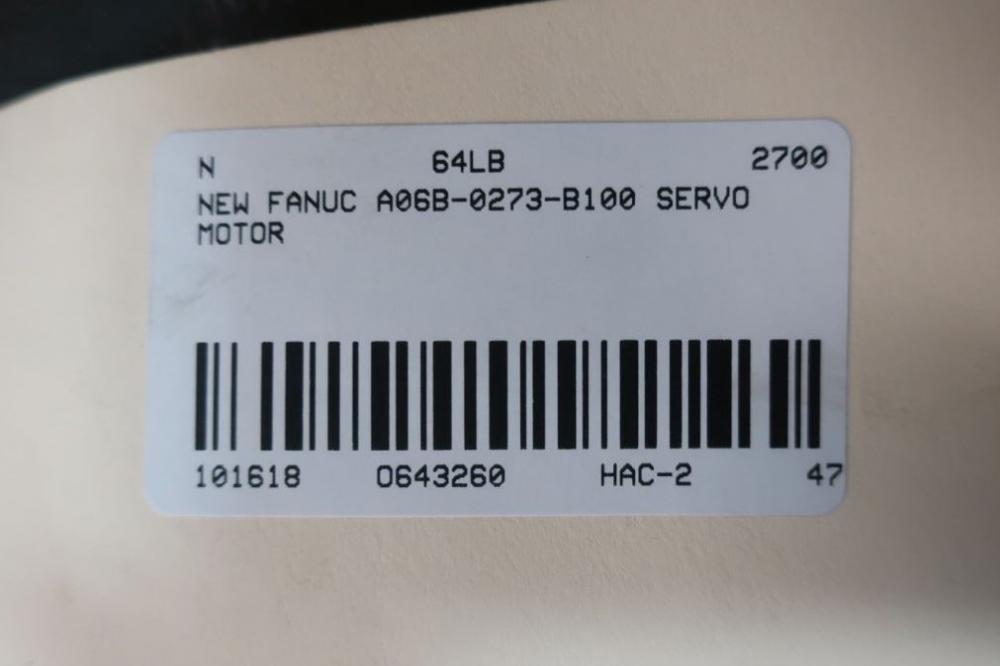 N 64LB 2700
NEW FANUC A06B-0273-B100 SERVO
MOTOR
101618 0643260 HAC-2 47